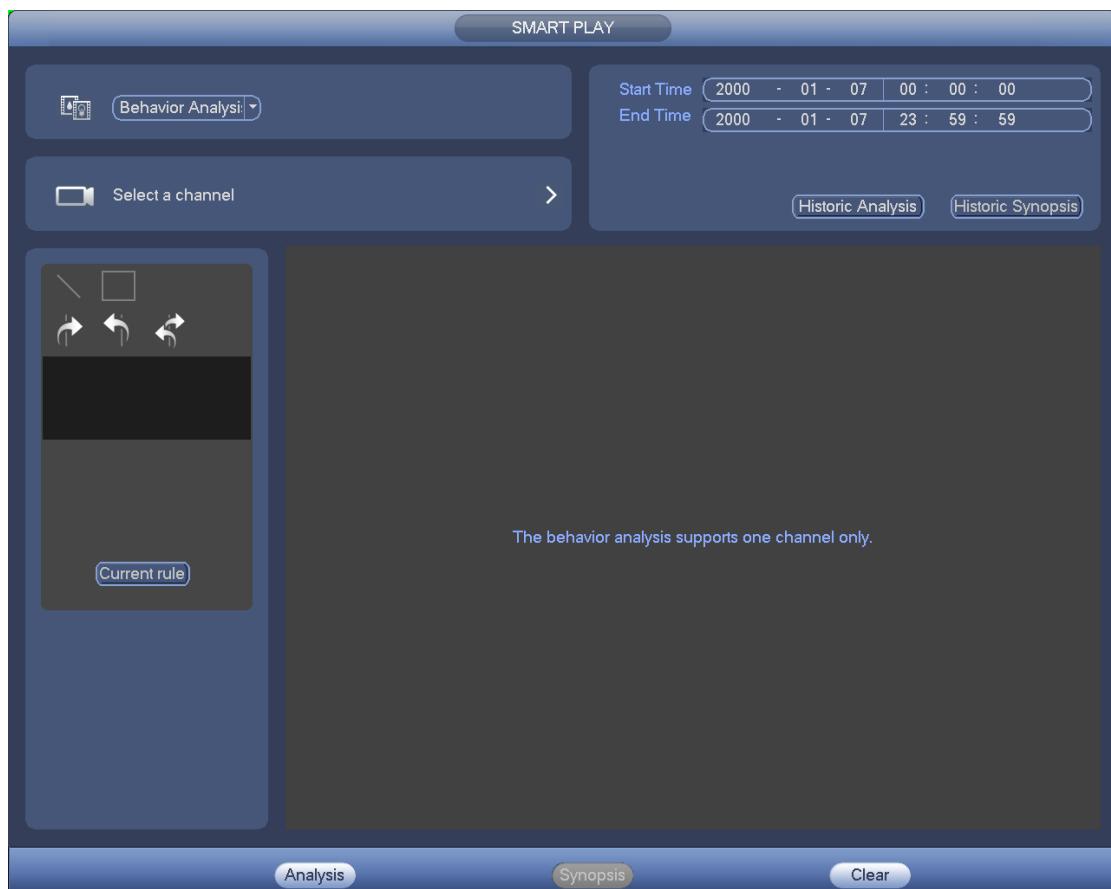 SMART PLAY
Behavior Analysi
Start Time 2000 - 01 - 07 00 : 00 : 00
End Time 2000 - 01 - 07 23 : 59 : 59
Select a channel
Historic Analysis Historic Synopsis
Current rule
The behavior analysis supports one channel only.
Analysis Synopsis Clear